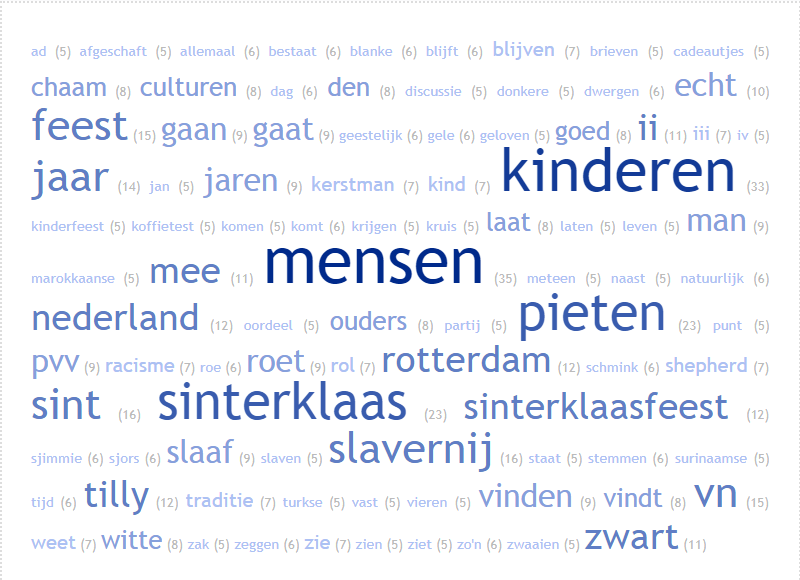 ad (5) afgeschaft (5) allemaal (6) bestaat (6) blanke (6) blijft (6) blijven (7) brieven (5) cadeautjes (5)
chaam (8) culturen (8) dag (6) den (8) discussie (5) donkere (5) dwergen (6) echt (10)
feest (15) gaan (9) gaat (9) geestelijk (6) gele (6) geloven (5) goed (8) ii (11) iii (7) iv (5)
jaar (14) jan (5) jaren (9) kerstman (7) kind (7) kinderen (33)
kinderfeest (5) koffietest (5) komen (5) komt (6) krijgen (5) kruis (5) laat (8) laten (5) leven (5) man (9)
marokkaanse (5) mee (11) mensen (35) meteen (5) naast (5) natuurlijk (6)
nederland (12) oordeel (5) ouders (8) partij (5) pieten (23) punt (5)
pvv (9) racisme (7) roe (6) roet (9) rol (7) rotterdam (12) schmink (6) shepherd (7)
sint (16) sinterklaas (23) sinterklaasfeest (12)
sjimmie (6) sjors (6) slaaf (9) slaven (5) slavernij (16) staat (5) stemmen (6) surinaamse (5)
tijd (6) tilly (12) traditie (7) turkse (5) vast (5) vieren (5) vinden (9) vindt (8) vn (15)
weet (7) witte (8) zak (5) zeggen (6) zie (7) zien (5) ziet (5) zo'n (6) zwaaien (5) zwart (11)